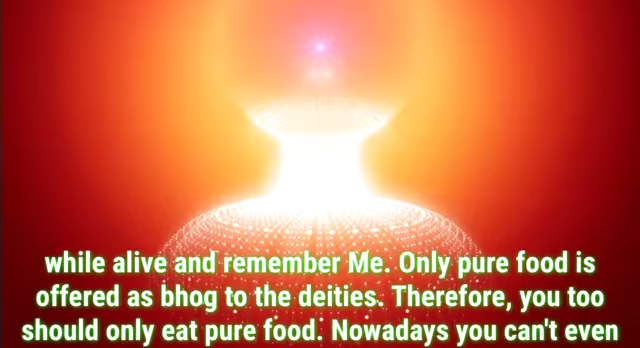 while alive and remember Me. Only pure food is
offered as bhog to the deities. Therefore, you too
should only eat pure food. Nowadays you can't even